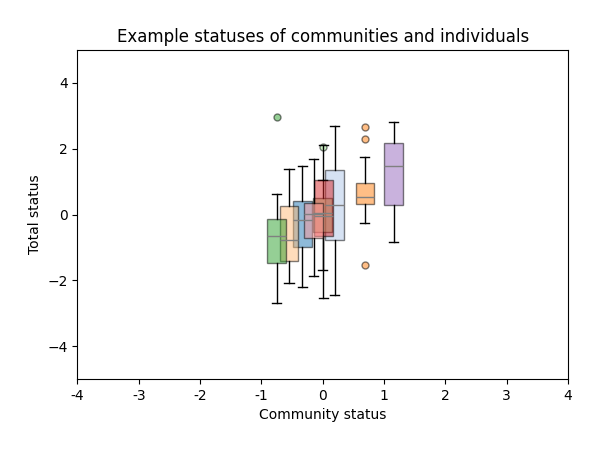 Example statuses of communities and individuals
Total status
4
2
0
−2
−4
-4 -3 -2 -1 0 1 2 3 4
Community status